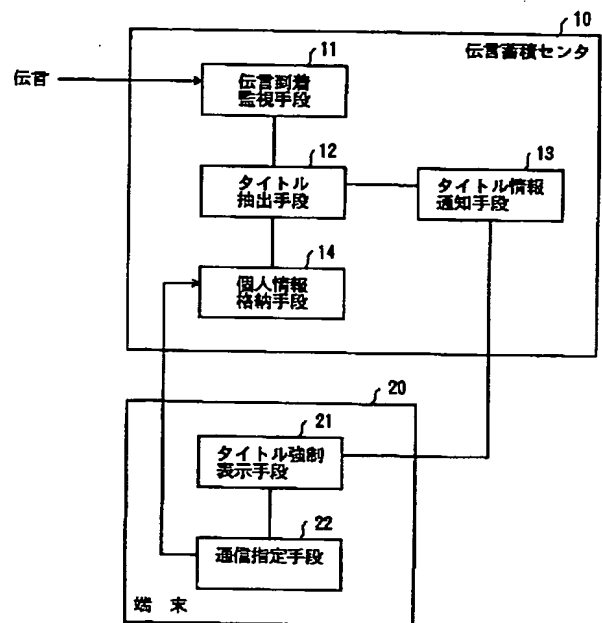 10
伝言蓄積センタ
伝言
11
伝言到着
監視手段
12
タイトル
抽出手段
13
タイトル情報
通知手段
14
個人情報
格納手段
20
21
タイトル強制
表示手段
22
通信指定手段
端 末